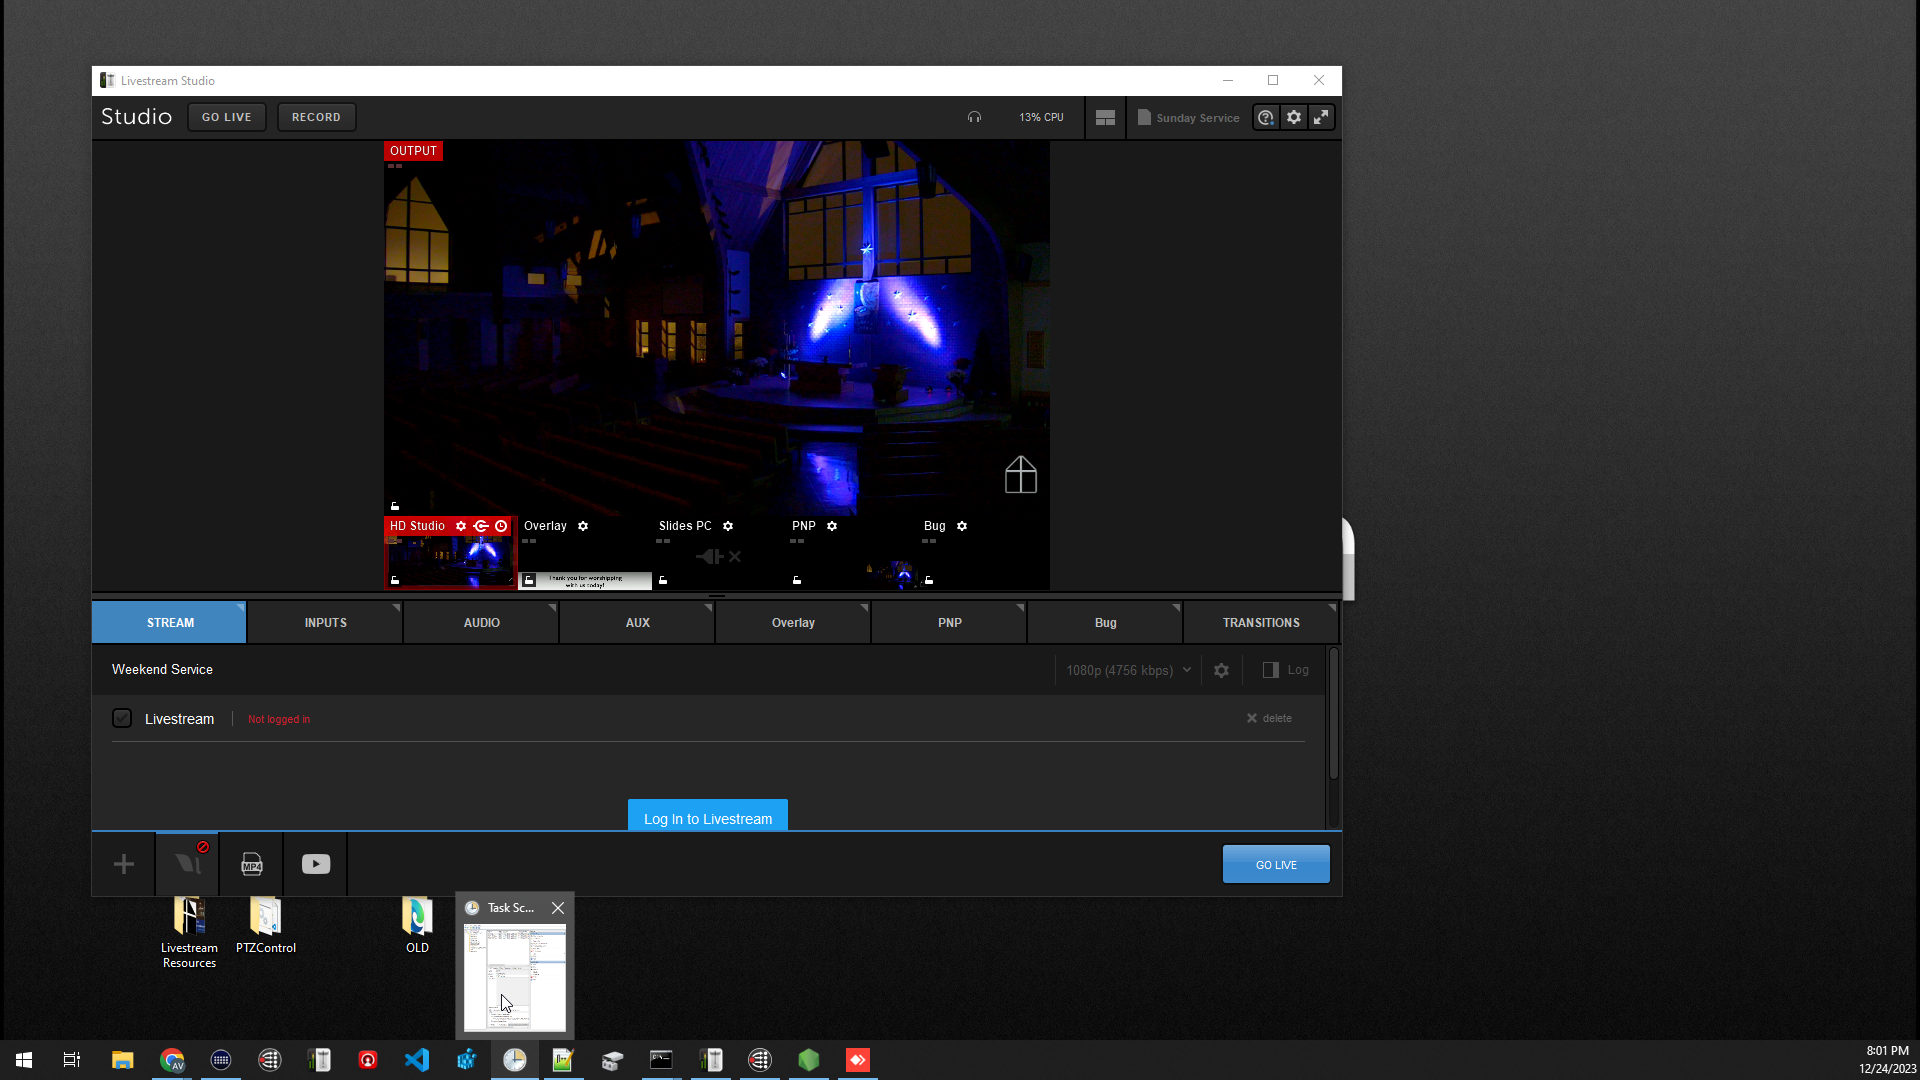 Livestream Studio
Studio
GO LIVE
RECORD
13% CPU
Sunday Service
OUTPUT
HD Studio
Overlay
Slides PC
PNP
Bug
Thank you for worshipping
with us today!
STREAM
INPUTS
AUDIO
AUX
Overlay
PNP
Bug
TRANSITIONS
Weekend Service
1080p (4756 kbps)
Log
Livestream
Not logged in
delete
Log In to Livestream
MP4
GO LIVE
Livestream
Resources
PTZControl
OLD
Task Sc...
AV
8:01 PM
12/24/2023